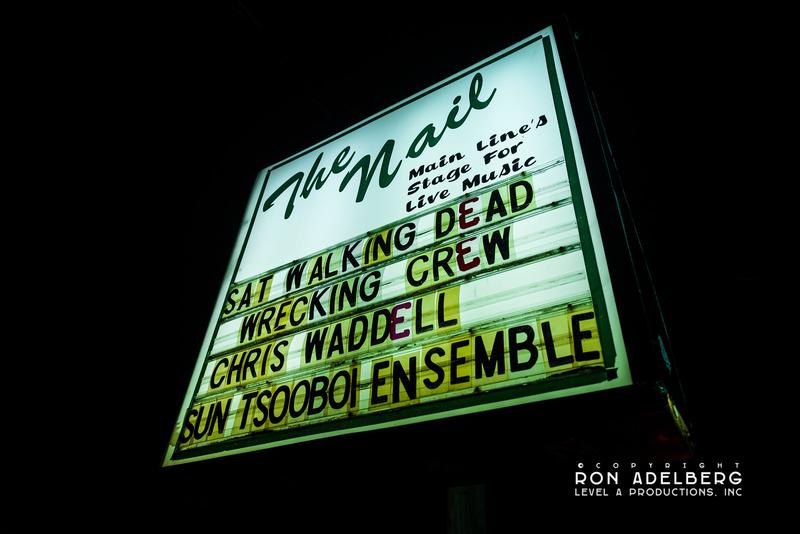 The Nail
Main Line's
Stage For
Live Music
SAT WALKING DEAD
WRECKING CREW
CHRIS WADDELL
SUN TSOOBOI ENSEMBLE
© COPYRIGHT
RON ADELBERG
LEVEL A PRODUCTIONS, INC